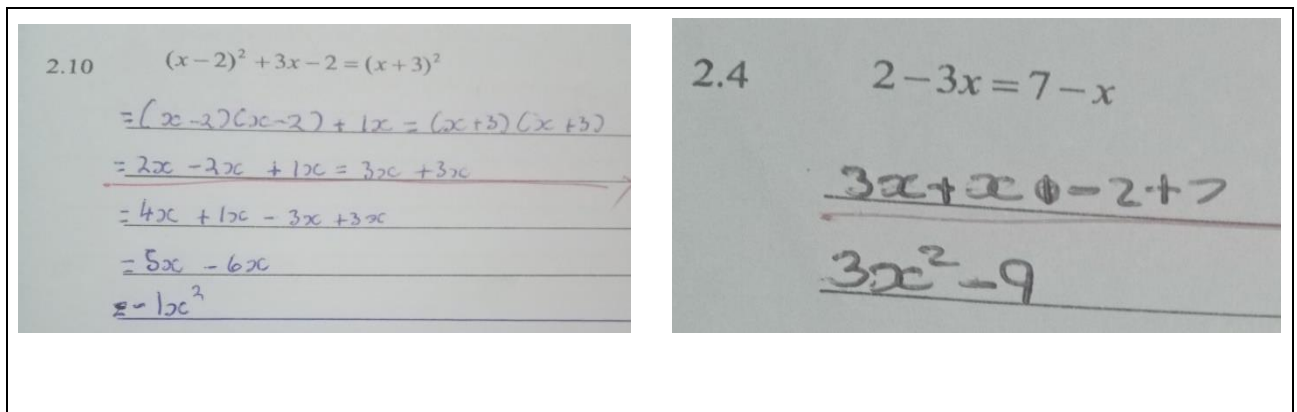 2.10 (x−2)² +3x−2 = (x+3)²
=(x-2)(x-2) + 1x = (x+3)(x+3)
= 2x -2x + 1x = 3x +3x
= 4x + 1x - 3x +3x
= 5x - 6x
= - 1x²
2.4 2−3x = 7−x
3x+x -2+7
3x²-9